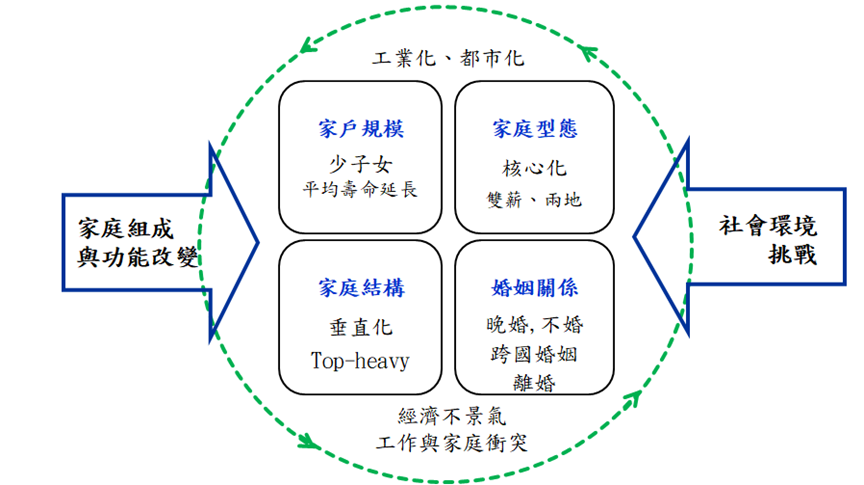 工業化、都市化
家戶規模
少子女
平均壽命延長
家庭型態
核心化
雙薪、兩地
家庭組成
與功能改變
社會環境
挑戰
家庭結構
垂直化
Top-heavy
婚姻關係
晚婚,不婚
跨國婚姻
離婚
經濟不景氣
工作與家庭衝突